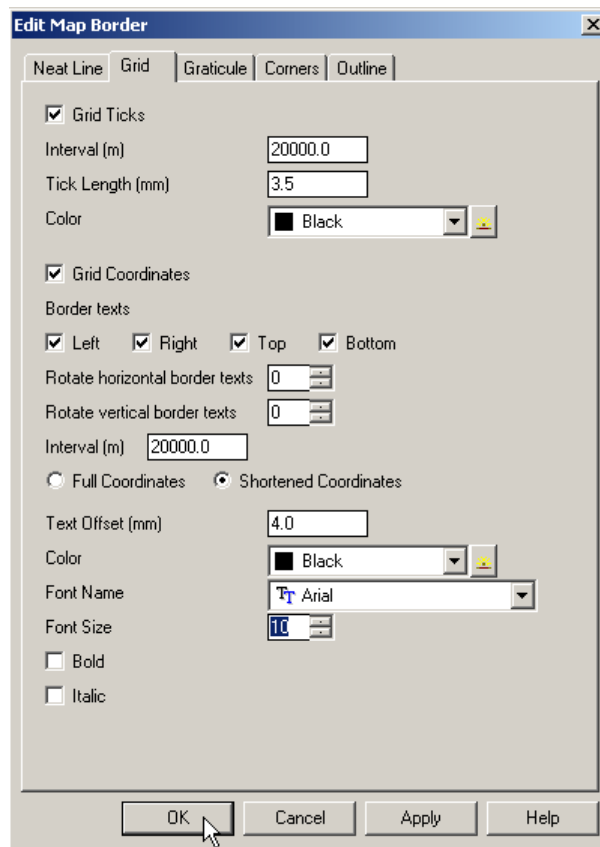 Edit Map Border
Neat Line Grid Graticule Corners Outline
Grid Ticks
Interval (m) 20000.0
Tick Length (mm) 3.5
Color Black
Grid Coordinates
Border texts
Left Right Top Bottom
Rotate horizontal border texts 0
Rotate vertical border texts 0
Interval (m) 20000.0
Full Coordinates Shortened Coordinates
Text Offset (mm) 4.0
Color Black
Font Name Arial
Font Size 10
Bold
Italic
OK Cancel Apply Help